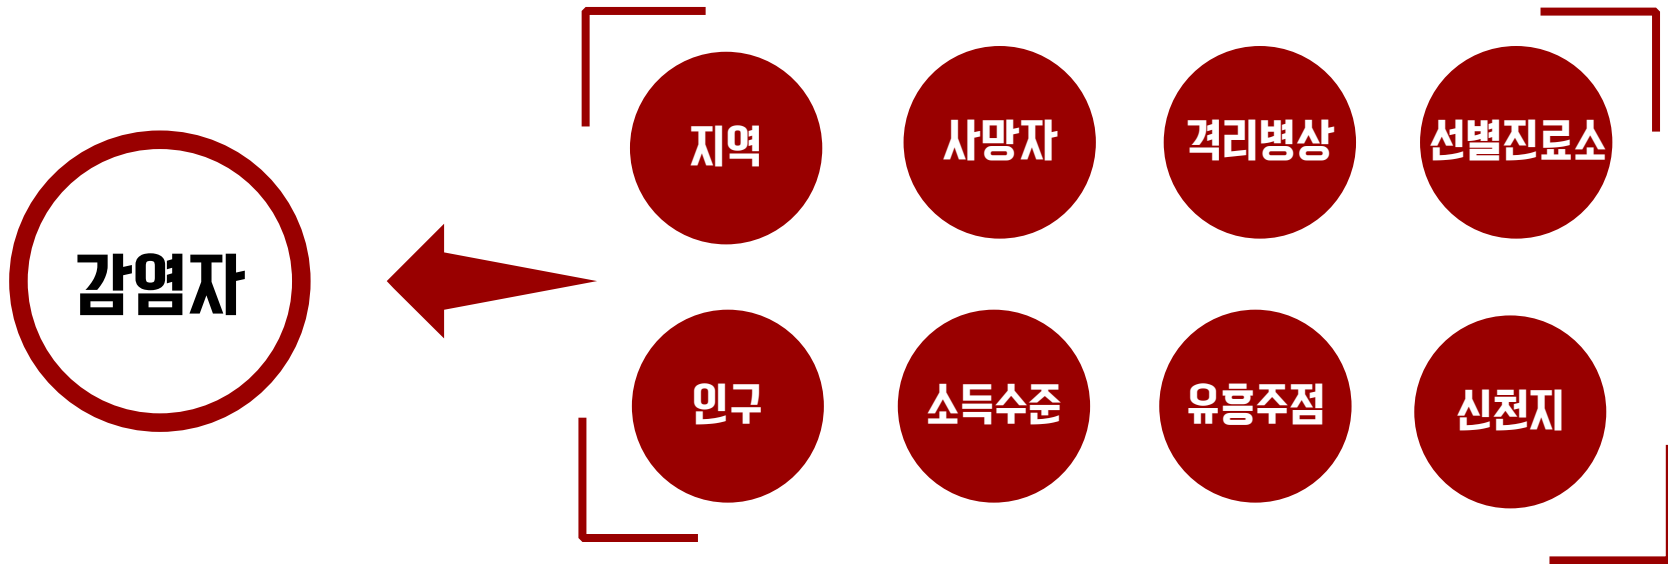 감염자
지역
사망자
격리병상
선별진료소
인구
소득수준
유흥주점
신천지